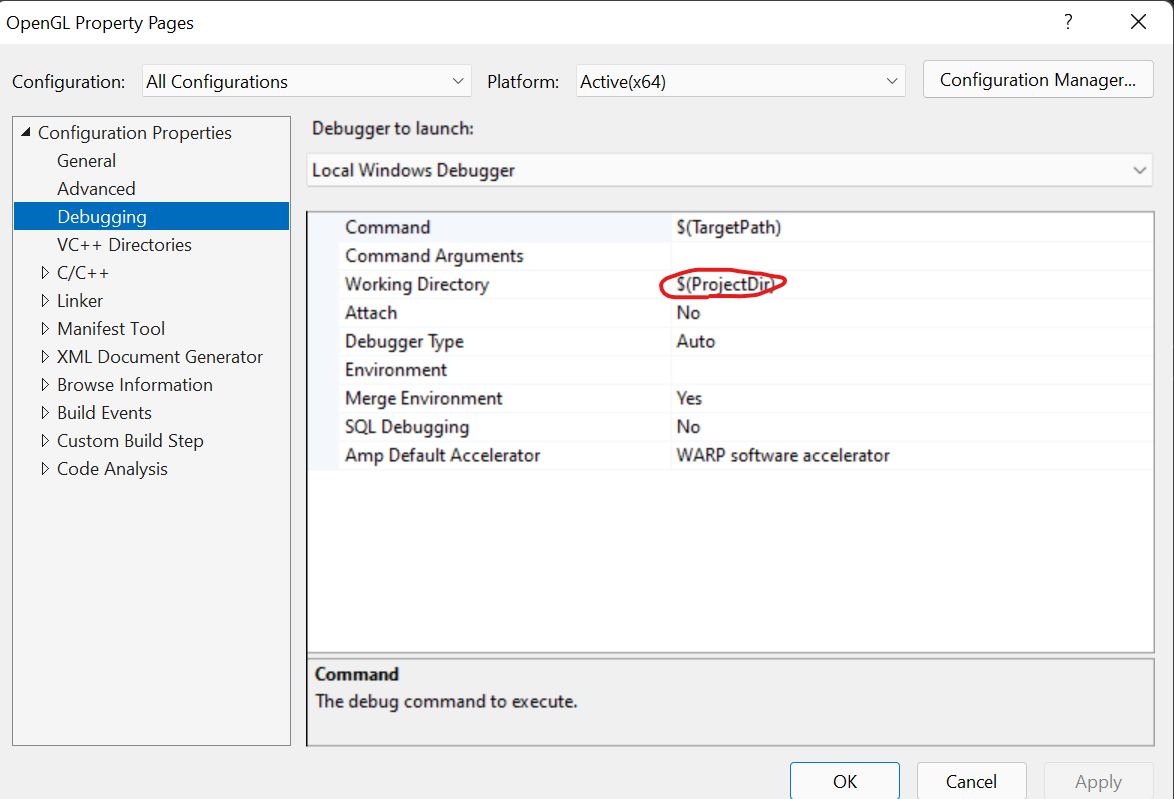 OpenGL Property Pages
?
Configuration: All Configurations Platform: Active(x64) Configuration Manager...
Configuration Properties
General
Advanced
Debugging
VC++ Directories
C/C++
Linker
Manifest Tool
XML Document Generator
Browse Information
Build Events
Custom Build Step
Code Analysis
Debugger to launch:
Local Windows Debugger
Command $(TargetPath)
Command Arguments
Working Directory $(ProjectDir)
Attach No
Debugger Type Auto
Environment
Merge Environment Yes
SQL Debugging No
Amp Default Accelerator WARP software accelerator
Command
The debug command to execute.
OK Cancel Apply